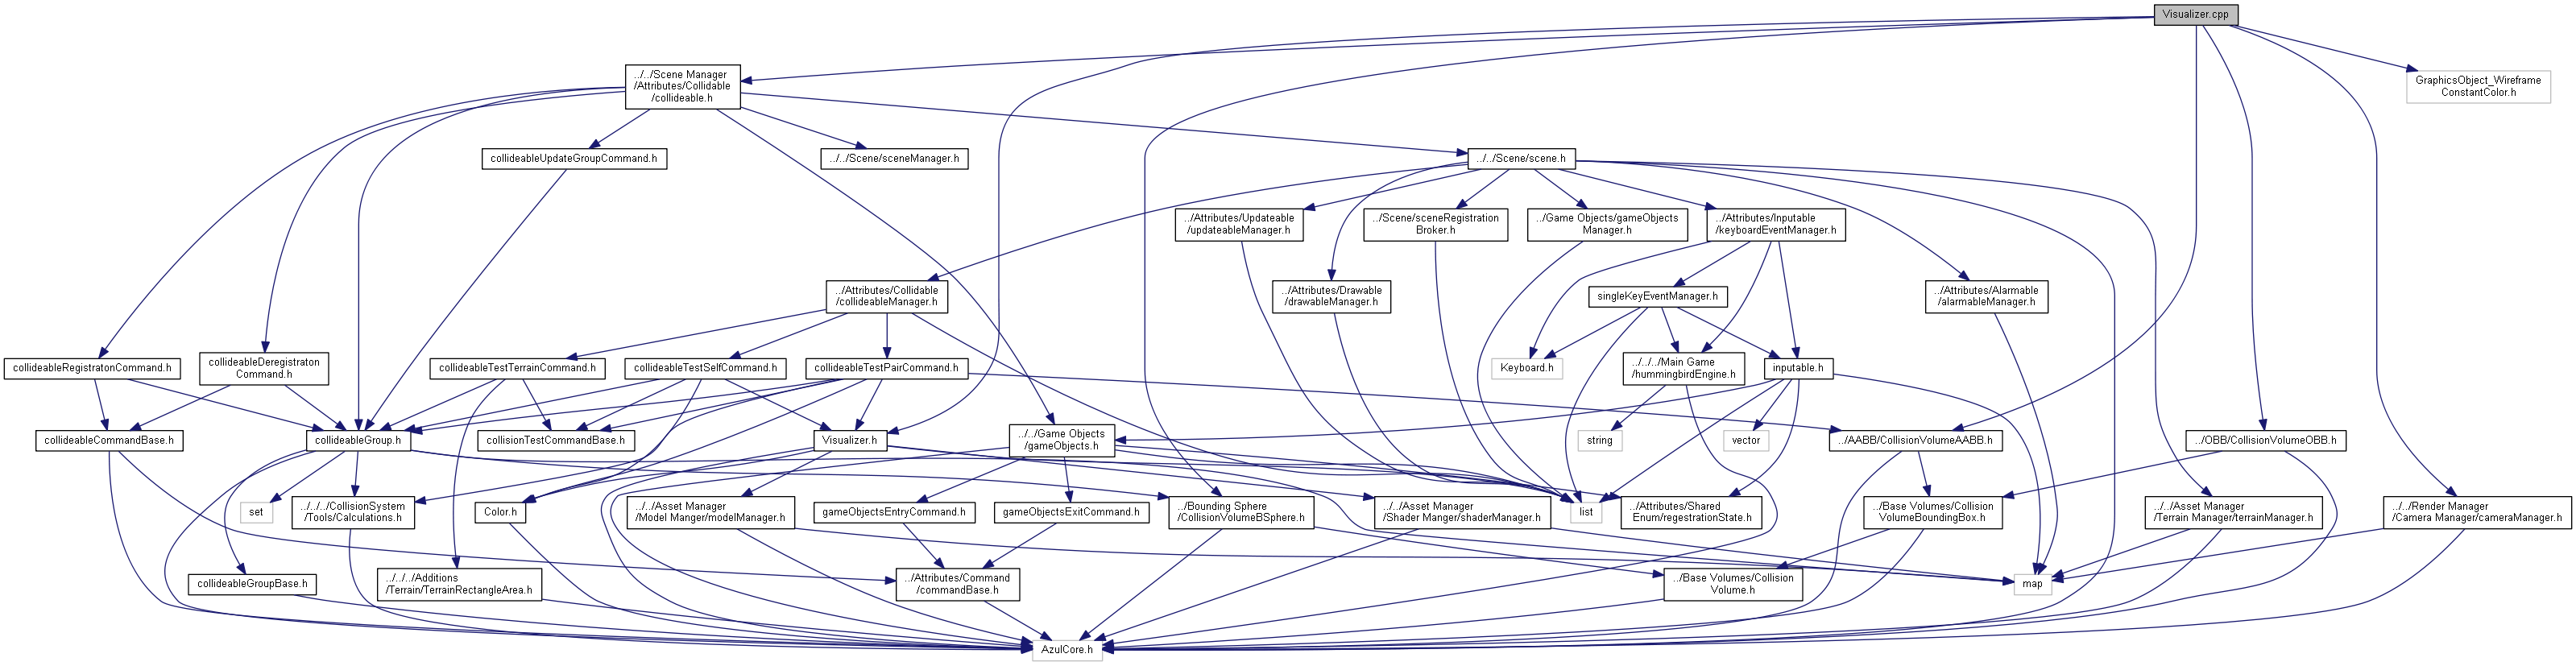 Visualizer.cpp
../../Scene Manager
/Attributes/Collidable
/collideable.h
GraphicsObject_Wireframe
ConstantColor.h
collideableUpdateGroupCommand.h
../../Scene/sceneManager.h
../../Scene/scene.h
../Attributes/Updateable
/updateableManager.h
../Scene/sceneRegistration
Broker.h
../Game Objects/gameObjects
Manager.h
../Attributes/Inputable
/keyboardEventManager.h
../Attributes/Collidable
/collideableManager.h
../Attributes/Drawable
/drawableManager.h
singleKeyEventManager.h
../Attributes/Alarmable
/alarmableManager.h
collideableRegistratonCommand.h
collideableDeregistraton
Command.h
collideableTestTerrainCommand.h
collideableTestSelfCommand.h
collideableTestPairCommand.h
Keyboard.h
../../../Main Game
/hummingbirdEngine.h
inputable.h
collideableCommandBase.h
collideableGroup.h
collisionTestCommandBase.h
Visualizer.h
../../Game Objects
/gameObjects.h
string
vector
../AABB/CollisionVolumeAABB.h
../OBB/CollisionVolumeOBB.h
set
../../../CollisionSystem
/Tools/Calculations.h
Color.h
../../Asset Manager
/Model Manger/modelManager.h
gameObjectsEntryCommand.h
gameObjectsExitCommand.h
../Bounding Sphere
/CollisionVolumeBSphere.h
../../Asset Manager
/Shader Manger/shaderManager.h
list
../Attributes/Shared
Enum/regestrationState.h
../Base Volumes/Collision
VolumeBoundingBox.h
../../Asset Manager
/Terrain Manager/terrainManager.h
../../Render Manager
/Camera Manager/cameraManager.h
collideableGroupBase.h
../../../Additions
/Terrain/TerrainRectangleArea.h
../Attributes/Command
/commandBase.h
../Base Volumes/Collision
Volume.h
map
AzulCore.h